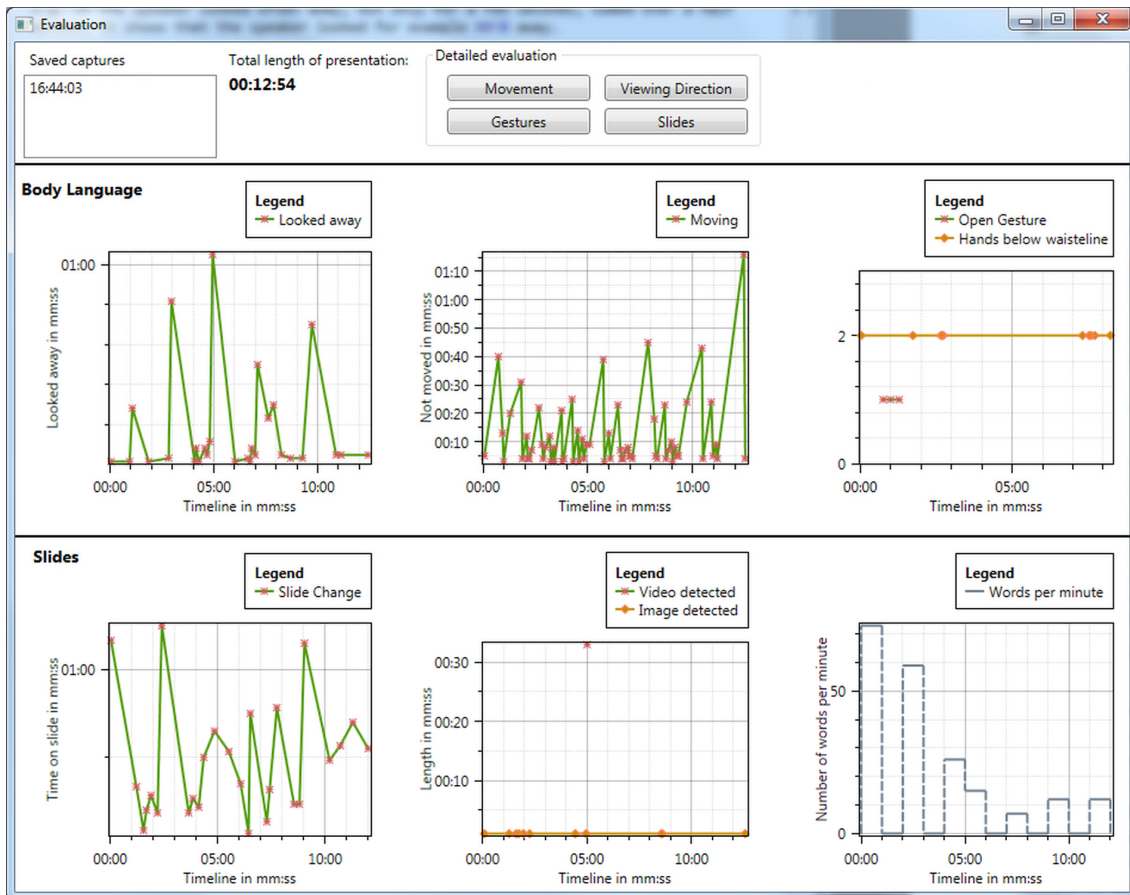 shows that the speaker looked for example away.
Evaluation
Saved captures
16:44:03
Total length of presentation:
00:12:54
Detailed evaluation
Movement
Viewing Direction
Gestures
Slides
Body Language
Legend
Looked away
Looked away in mm:ss
01:00
00:00 05:00 10:00
Timeline in mm:ss
Legend
Moving
Not moved in mm:ss
01:10
01:00
00:50
00:40
00:30
00:20
00:10
00:00 05:00 10:00
Timeline in mm:ss
Legend
Open Gesture
Hands below waisteline
2
0
00:00 05:00
Timeline in mm:ss
Slides
Legend
Slide Change
Time on slide in mm:ss
01:00
00:00 05:00 10:00
Timeline in mm:ss
Legend
Video detected
Image detected
Length in mm:ss
00:30
00:20
00:10
00:00 05:00 10:00
Timeline in mm:ss
Legend
Words per minute
Number of words per minute
50
0
00:00 05:00 10:00
Timeline in mm:ss